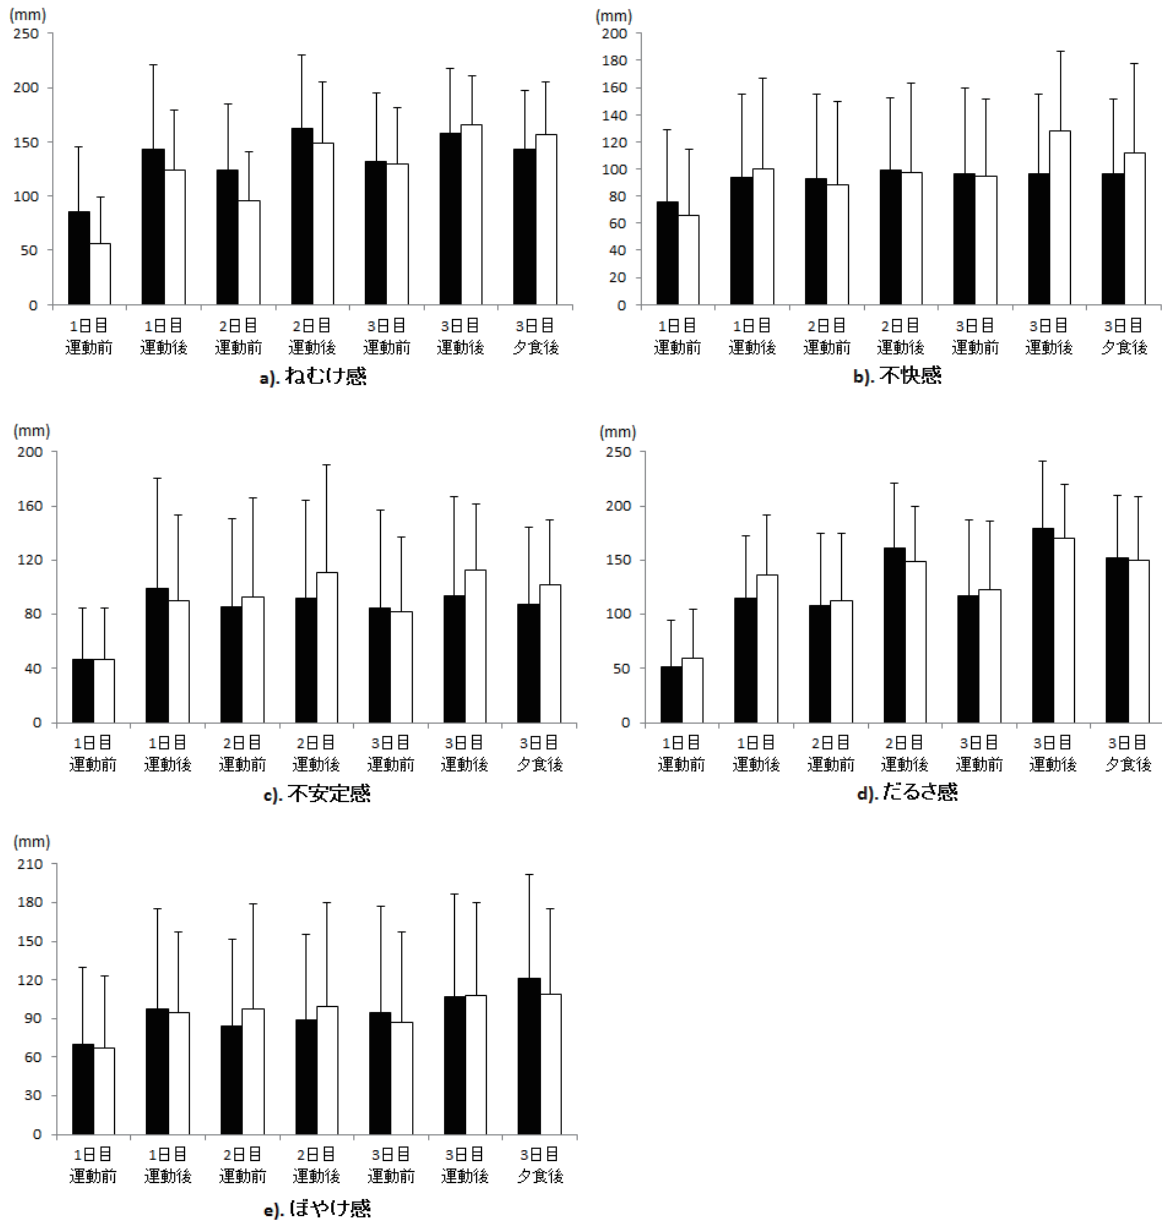 (mm)
250
200
150
100
50
0
1日目 1日目 2日目 2日目 3日目 3日目 3日目
運動前 運動後 運動前 運動後 運動前 運動後 夕食後
a). ねむけ感
(mm)
200
180
160
140
120
100
80
60
40
20
0
1日目 1日目 2日目 2日目 3日目 3日目 3日目
運動前 運動後 運動前 運動後 運動前 運動後 夕食後
b). 不快感
(mm)
200
160
120
80
40
0
1日目 1日目 2日目 2日目 3日目 3日目 3日目
運動前 運動後 運動前 運動後 運動前 運動後 夕食後
c). 不安定感
(mm)
250
200
150
100
50
0
1日目 1日目 2日目 2日目 3日目 3日目 3日目
運動前 運動後 運動前 運動後 運動前 運動後 夕食後
d). だるさ感
(mm)
210
180
150
120
90
60
30
0
1日目 1日目 2日目 2日目 3日目 3日目 3日目
運動前 運動後 運動前 運動後 運動前 運動後 夕食後
e). ぼやけ感